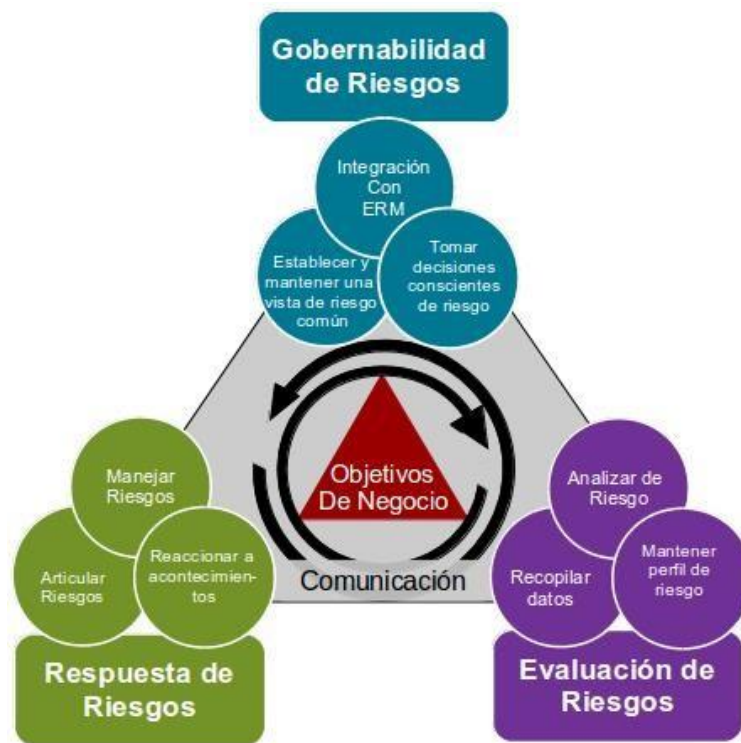 Gobernabilidad
de Riesgos
Integración
Con
ERM
Establecer y
mantener una
vista de riesgo
común
Tomar
decisiones
conscientes
de riesgo
Objetivos
De Negocio
Comunicación
Manejar
Riesgos
Articular
Riesgos
Reaccionar a
acontecimien-
tos
Respuesta de
Riesgos
Analizar de
Riesgo
Recopilar
datos
Mantener
perfil de
riesgo
Evaluación de
Riesgos